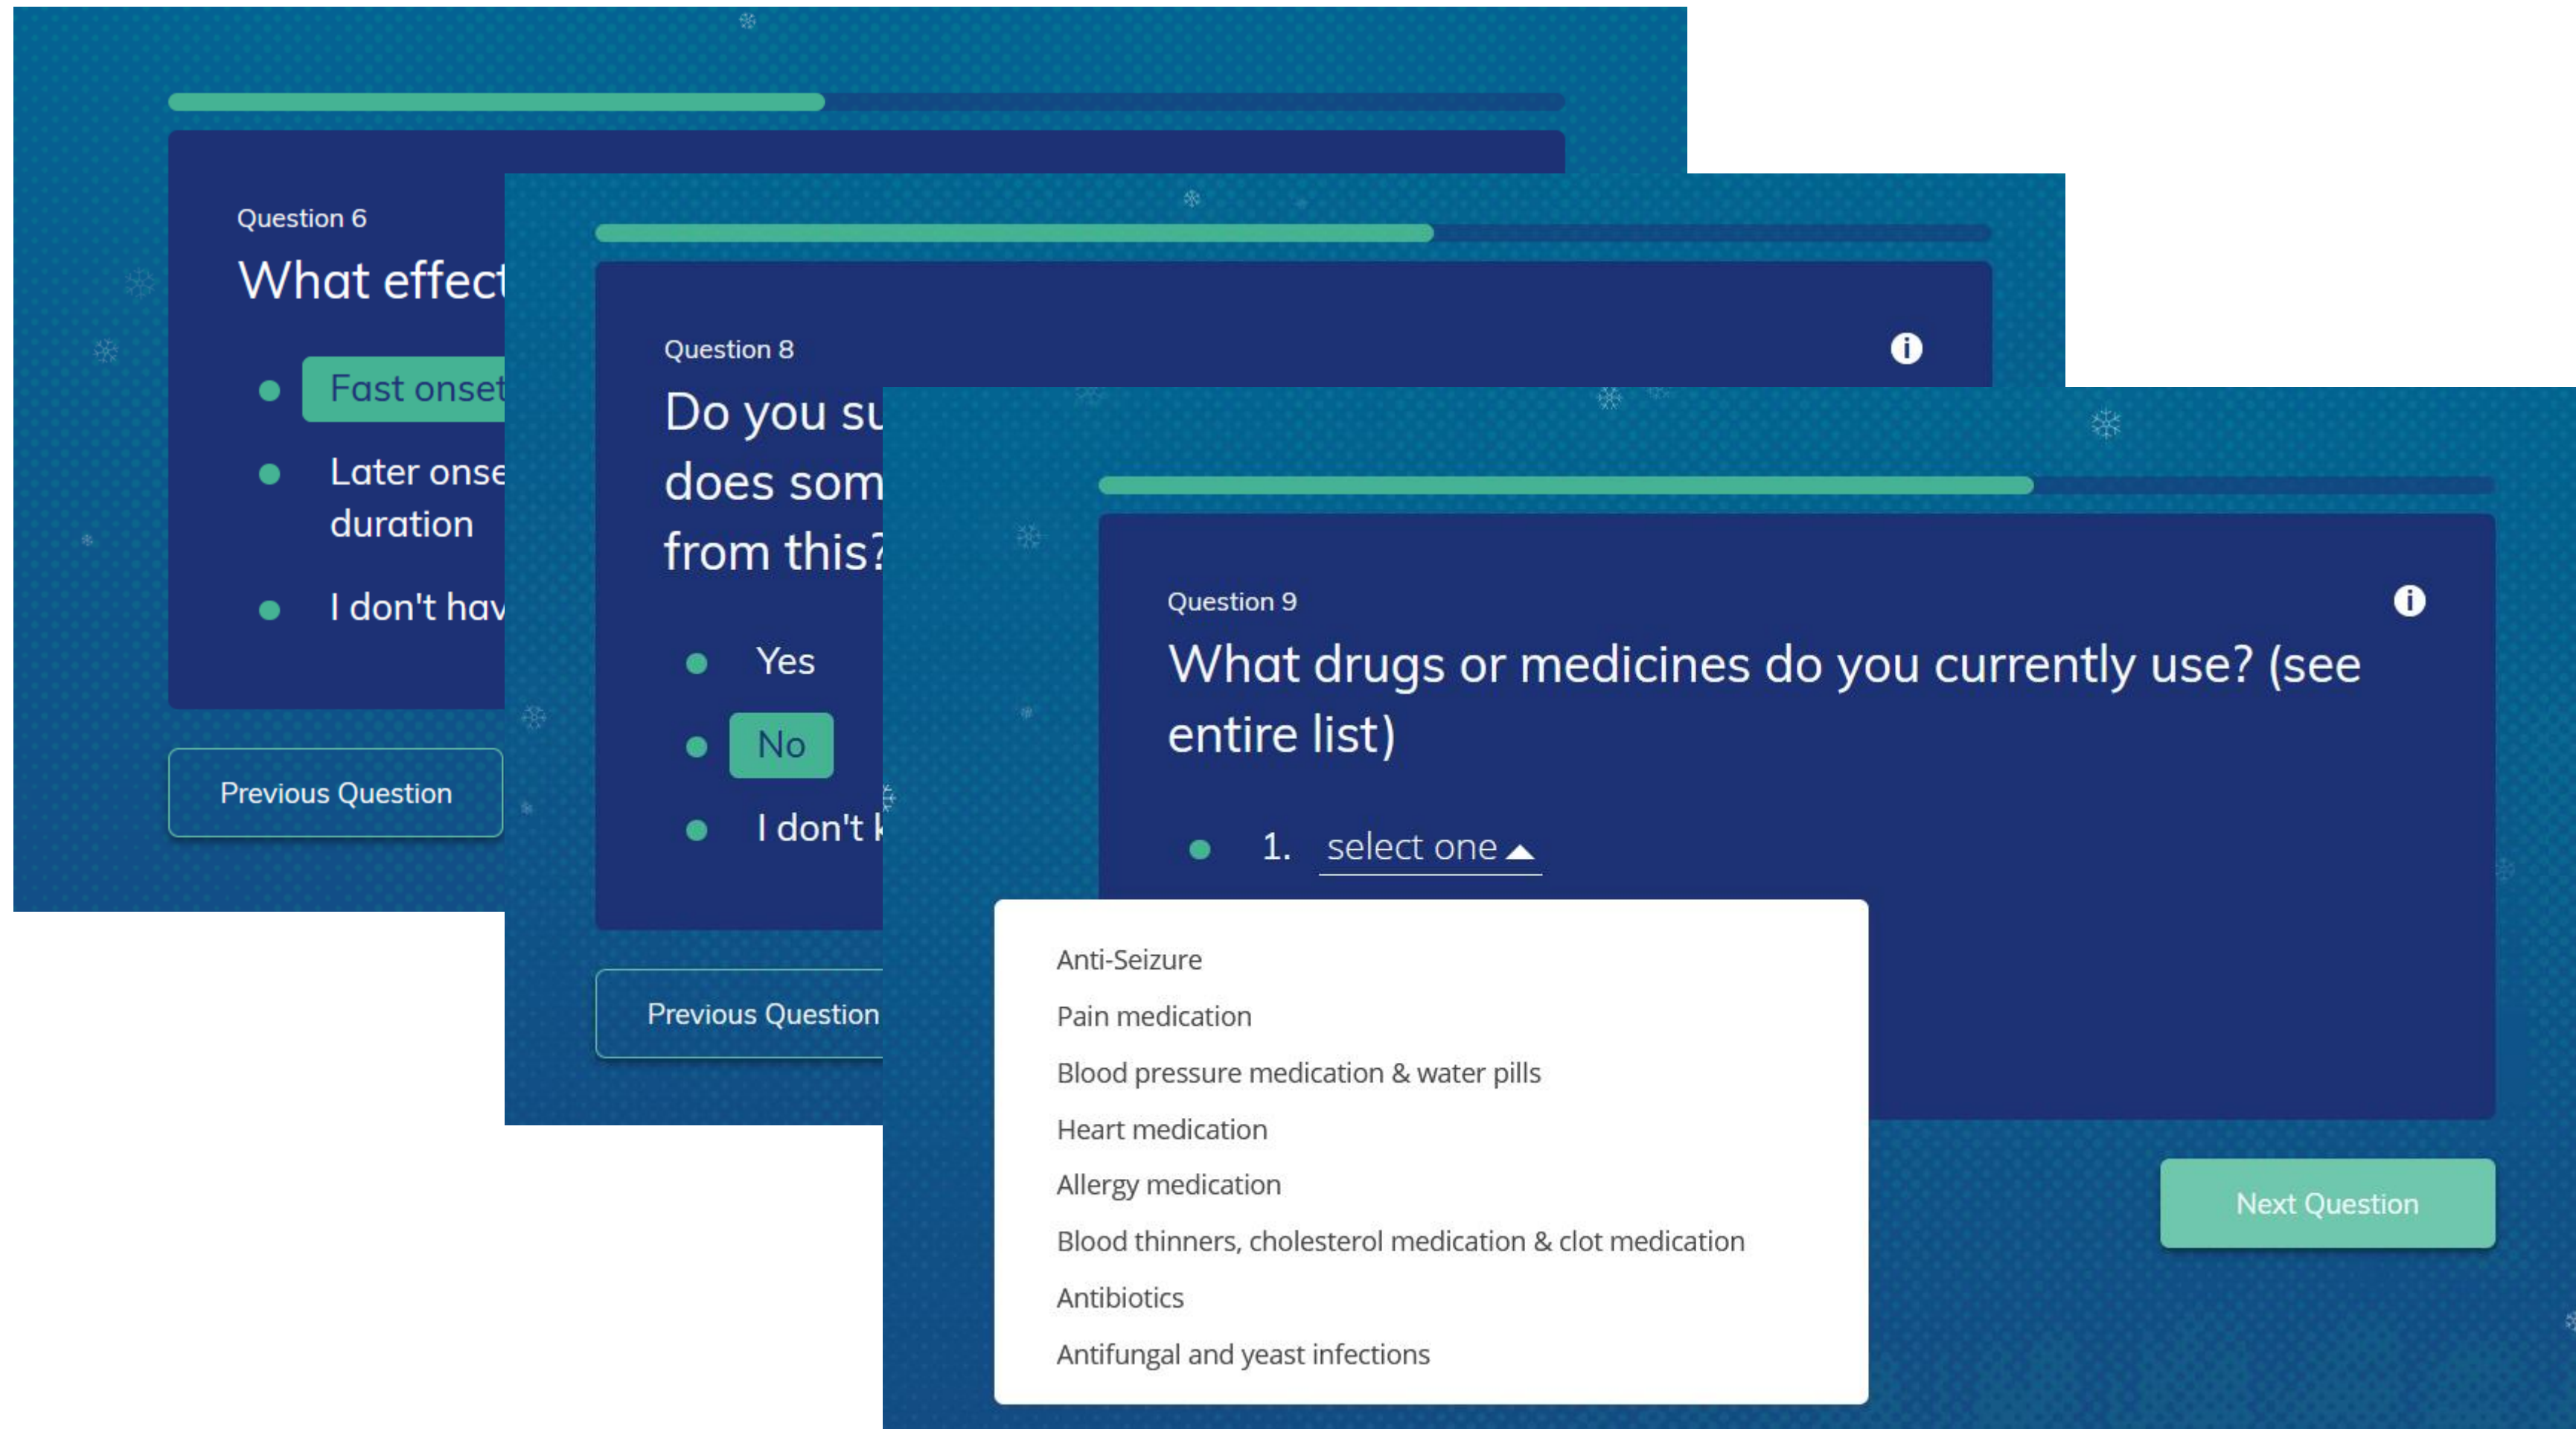 Question 6
What effect
Fast onset
Later onse
duration
I don't hav
Previous Question
Question 8
Do you su
does som
from this?
Yes
No
I don't k
Previous Question
Question 9
What drugs or medicines do you currently use? (see
entire list)
1. select one
Anti-Seizure
Pain medication
Blood pressure medication & water pills
Heart medication
Allergy medication
Blood thinners, cholesterol medication & clot medication
Antibiotics
Antifungal and yeast infections
Next Question